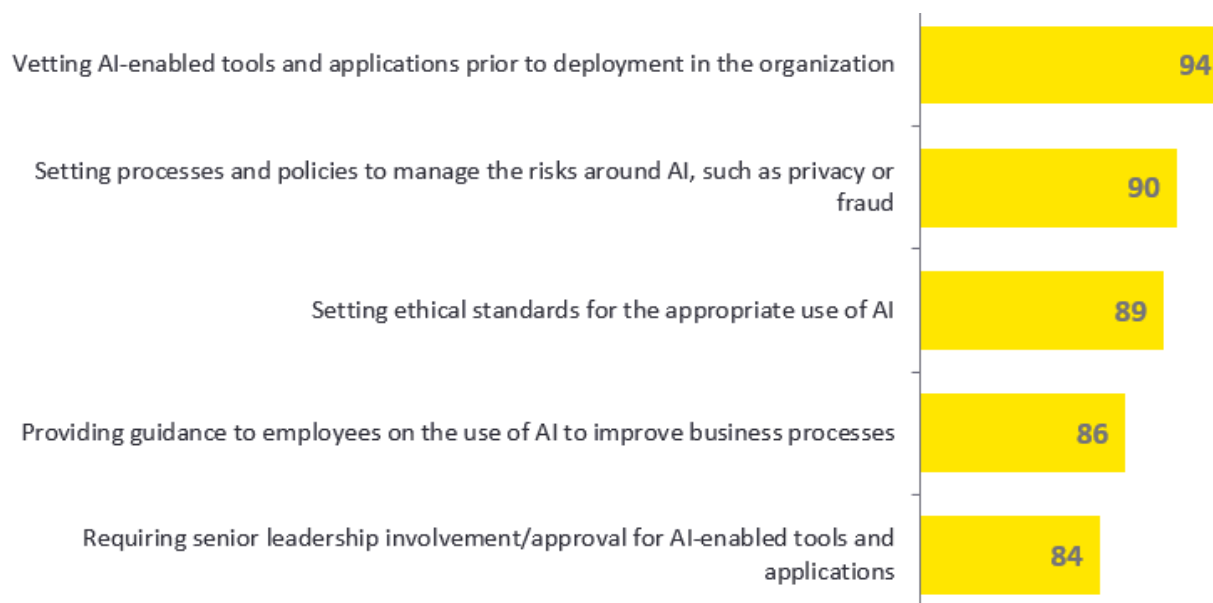 Vetting AI-enabled tools and applications prior to deployment in the organization
94
Setting processes and policies to manage the risks around AI, such as privacy or
fraud
90
Setting ethical standards for the appropriate use of AI
89
Providing guidance to employees on the use of AI to improve business processes
86
Requiring senior leadership involvement/approval for AI-enabled tools and
applications
84